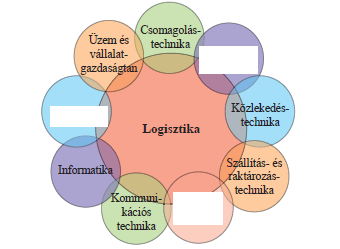 Csomagolás-
technika
Üzem és
vállalat-
gazdaságtan
Közlekedés-
technika
Logisztika
Informatika
Szállítás- és
raktározás-
technika
Kommuni-
kációs
technika